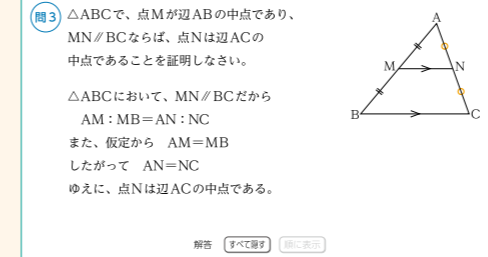 問3 △ABCで、点Mが辺ABの中点であり、
MN∥BCならば、点Nは辺ACの
中点であることを証明しなさい。
△ABCにおいて、MN∥BCだから
AM:MB=AN:NC
また、仮定から AM=MB
したがって AN=NC
ゆえに、点Nは辺ACの中点である。
A
M N
B C
解答 すべて隠す 順に表示